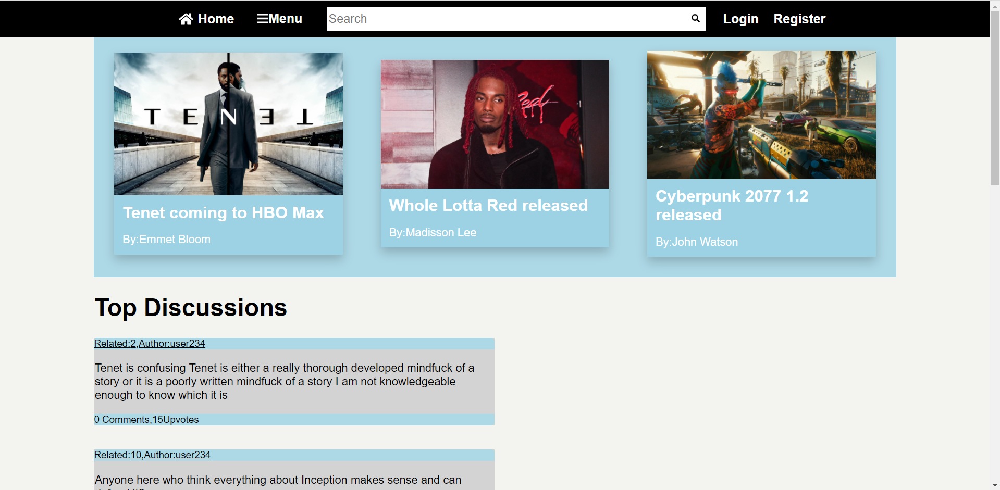 Home
Menu
Search
Login
Register
TENET
Red
Tenet coming to HBO Max
By:Emmet Bloom
Whole Lotta Red released
By:Madisson Lee
Cyberpunk 2077 1.2
released
By:John Watson
Top Discussions
Related:2,Author:user234
Tenet is confusing Tenet is either a really thorough developed mindfuck of a
story or it is a poorly written mindfuck of a story I am not knowledgeable
enough to know which it is
0 Comments,15Upvotes
Related:10,Author:user234
Anyone here who think everything about Inception makes sense and can